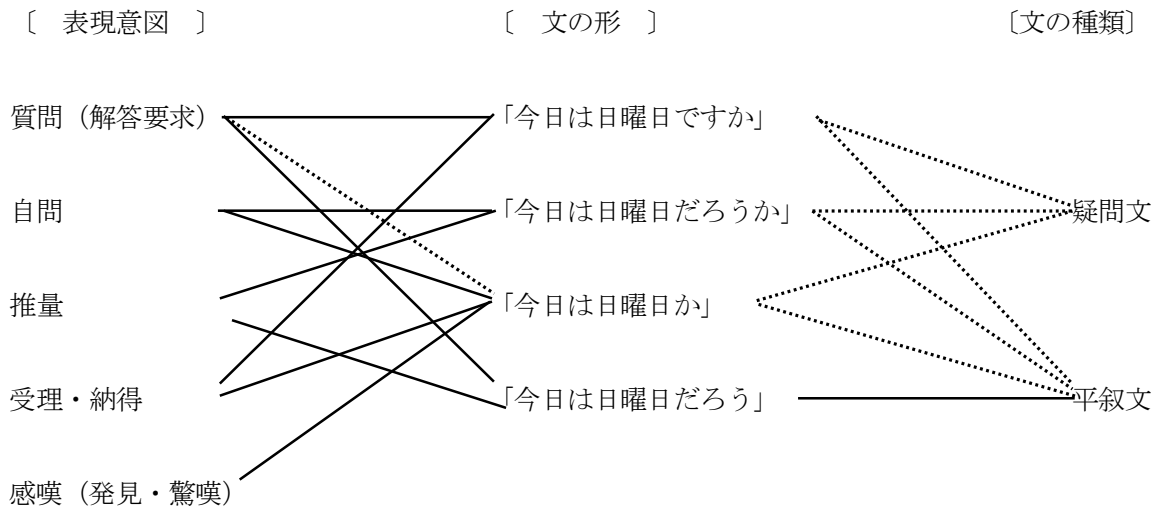 〔　表現意図　〕　〔　文の形　〕　〔文の種類〕
質問（解答要求）　「今日は日曜日ですか」
自問　「今日は日曜日だろうか」　疑問文
推量　「今日は日曜日か」
受理・納得　「今日は日曜日だろう」　平叙文
感嘆（発見・驚嘆）